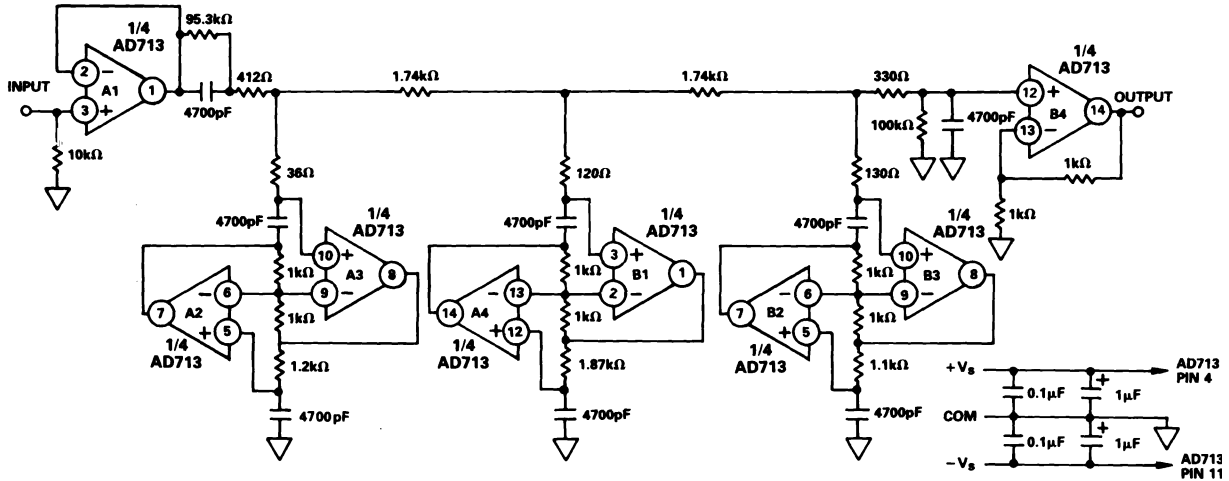 1/4
AD713
95.3kΩ
2
−
A1
1
3
+
INPUT
10kΩ
4700pF
412Ω
1.74kΩ
1.74kΩ
330Ω
100kΩ
4700pF
1/4
AD713
12
+
B4
14
13
−
OUTPUT
1kΩ
1kΩ
36Ω
4700pF
1/4
AD713
10
+
A3
8
9
−
1kΩ
− 6
A2
7
+ 5
1/4
AD713
1kΩ
1.2kΩ
4700pF
120Ω
4700pF
1/4
AD713
3
+
B1
1
2
−
1kΩ
− 13
A4
14
+ 12
1/4
AD713
1kΩ
1.87kΩ
4700pF
130Ω
4700pF
1/4
AD713
10
+
B3
8
9
−
1kΩ
− 6
B2
7
+ 5
1/4
AD713
1kΩ
1.1kΩ
4700pF
+VS
AD713
PIN 4
0.1µF
+
1µF
COM
0.1µF
+
1µF
−VS
AD713
PIN 11